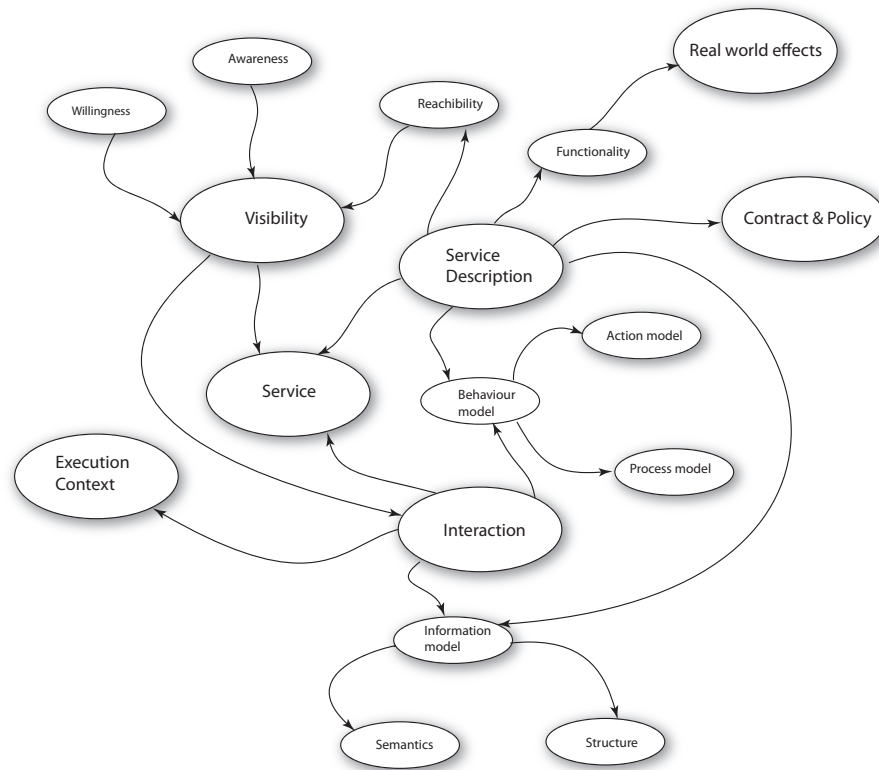 Real world effects
Awareness
Willingness
Reachibility
Functionality
Visibility
Contract & Policy
Service
Description
Action model
Service
Behaviour
model
Execution
Context
Process model
Interaction
Information
model
Semantics
Structure